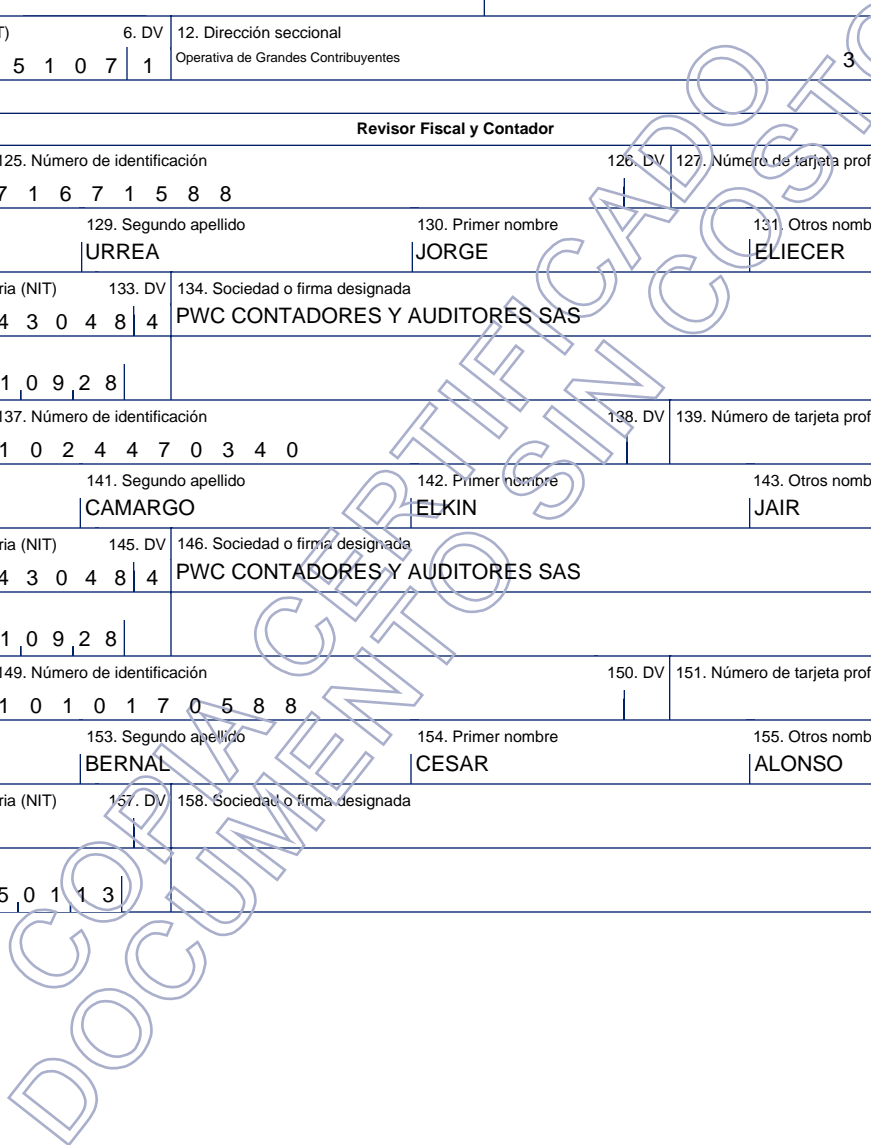 T) 6. DV 12. Dirección seccional
5 1 0 7 1 Operativa de Grandes Contribuyentes 3
Revisor Fiscal y Contador
125. Número de identificación 126. DV 127. Número de tarjeta prof
7 1 6 7 1 5 8 8
129. Segundo apellido 130. Primer nombre 131. Otros nomb
URREA JORGE ELIECER
ria (NIT) 133. DV 134. Sociedad o firma designada
4 3 0 4 8 4 PWC CONTADORES Y AUDITORES SAS
1 0 9 2 8
137. Número de identificación 138. DV 139. Número de tarjeta prof
1 0 2 4 4 7 0 3 4 0
141. Segundo apellido 142. Primer nombre 143. Otros nomb
CAMARGO ELKIN JAIR
ria (NIT) 145. DV 146. Sociedad o firma designada
4 3 0 4 8 4 PWC CONTADORES Y AUDITORES SAS
1 0 9 2 8
149. Número de identificación 150. DV 151. Número de tarjeta prof
1 0 1 0 1 7 0 5 8 8
153. Segundo apellido 154. Primer nombre 155. Otros nomb
BERNAL CESAR ALONSO
ria (NIT) 157. DV 158. Sociedad o firma designada
5 0 1 1 3
COPIA CERTIFICADO
DOCUMENTO SIN COSTO